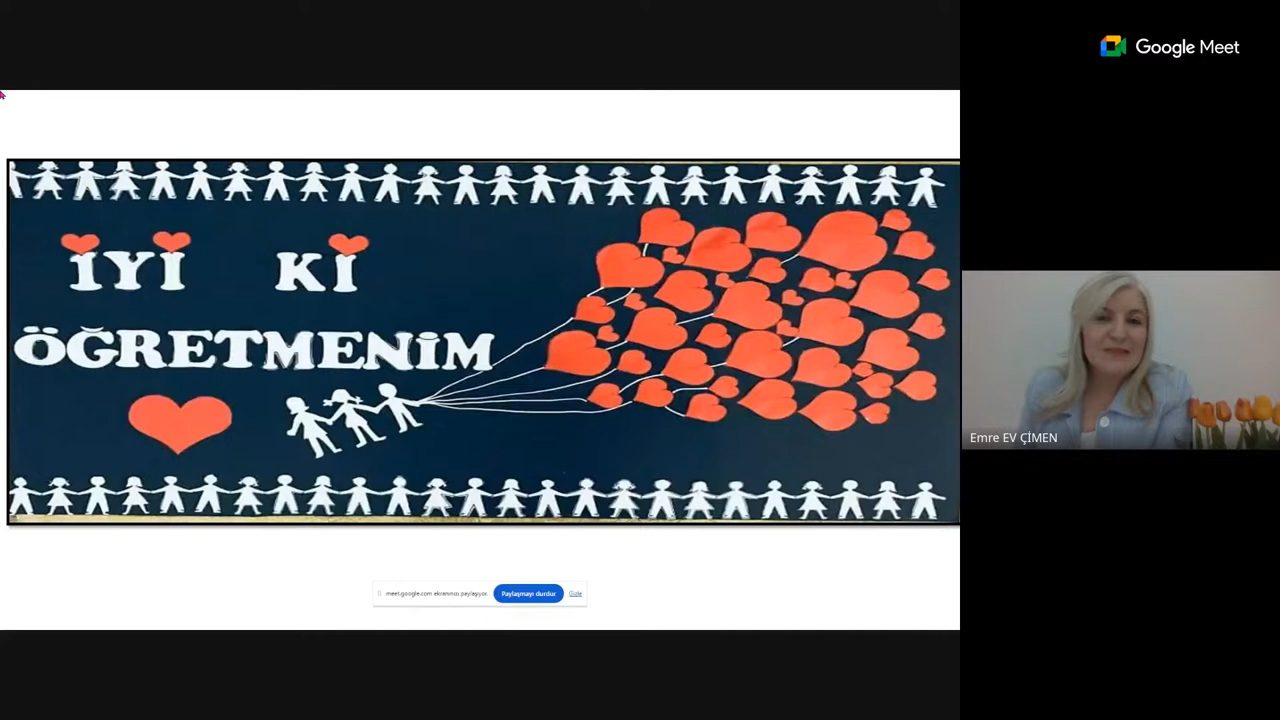 Google Meet
İYİ Kİ
ÖĞRETMENİM
Emre EV ÇİMEN
meet.google.com ekranınızı paylaşıyor. Paylaşmayı durdur Gizle